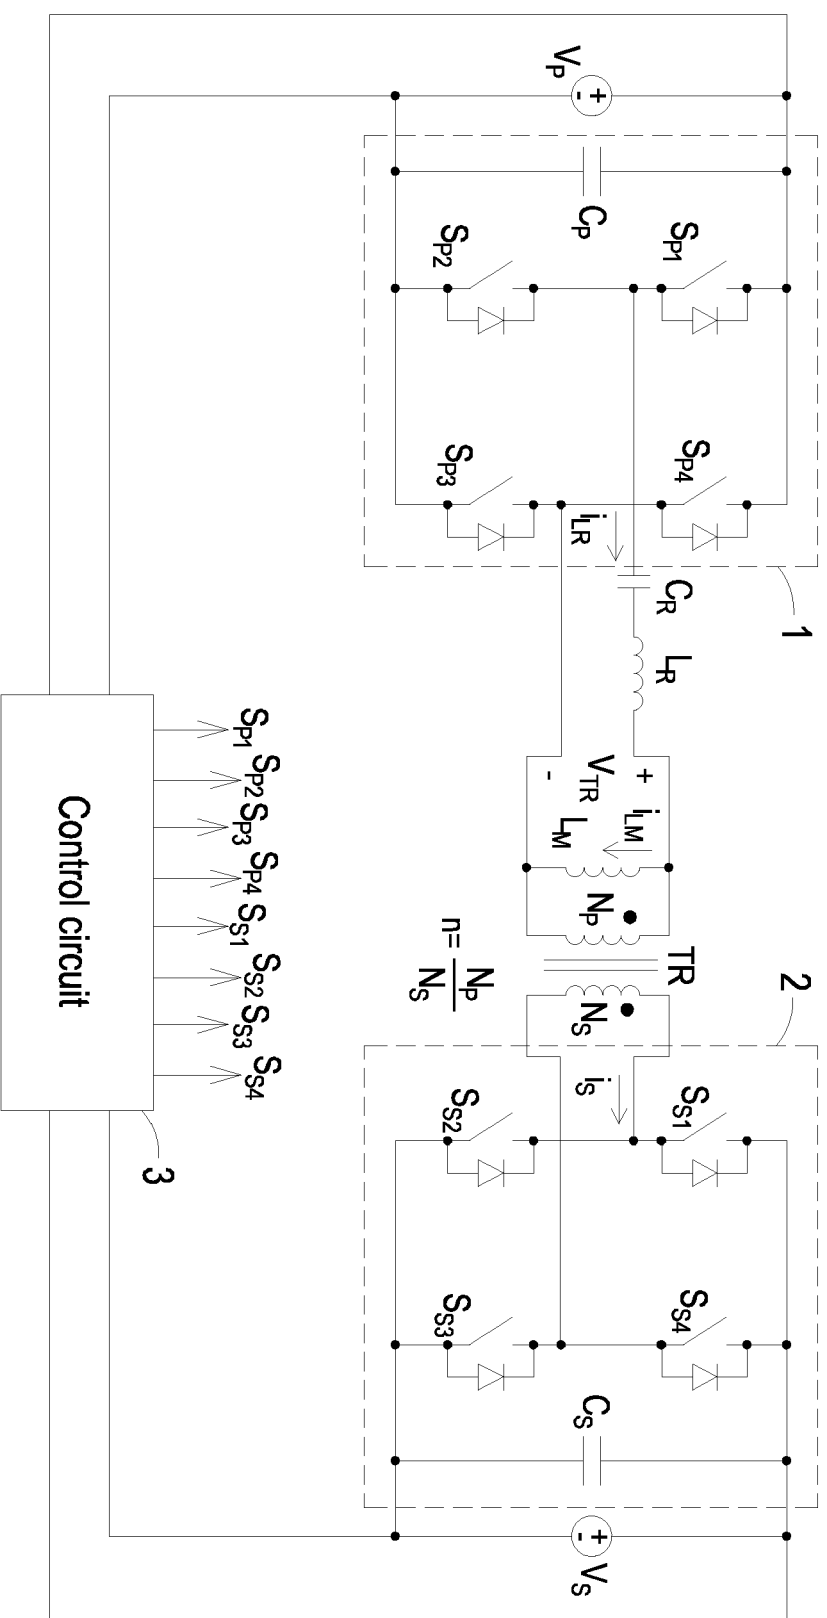 1
2
V_P
C_P
S_P1
S_P4
S_P2
S_P3
i_LR
C_R
L_R
+
V_TR
-
i_LM
L_M
N_P
TR
N_S
n= N_P/N_S
i_S
S_S1
S_S4
S_S2
S_S3
C_S
V_S
+
-
+
-
S_P1
S_P2
S_P3
S_P4
S_S1
S_S2
S_S3
S_S4
Control circuit
3